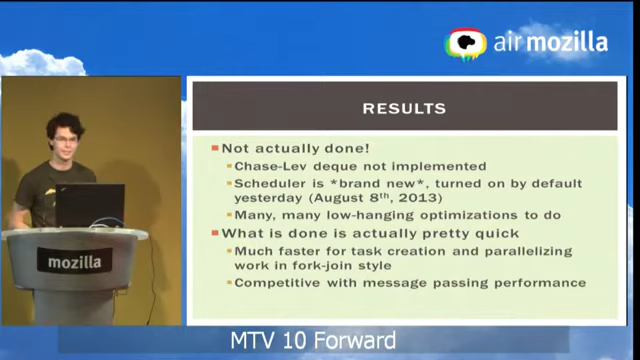 air mozilla
RESULTS
Not actually done!
Chase-Lev deque not implemented
Scheduler is *brand new*, turned on by default
yesterday (August 8th, 2013)
Many, many low-hanging optimizations to do
What is done is actually pretty quick
Much faster for task creation and parallelizing
work in fork-join style
Competitive with message passing performance
mozilla
MTV 10 Forward